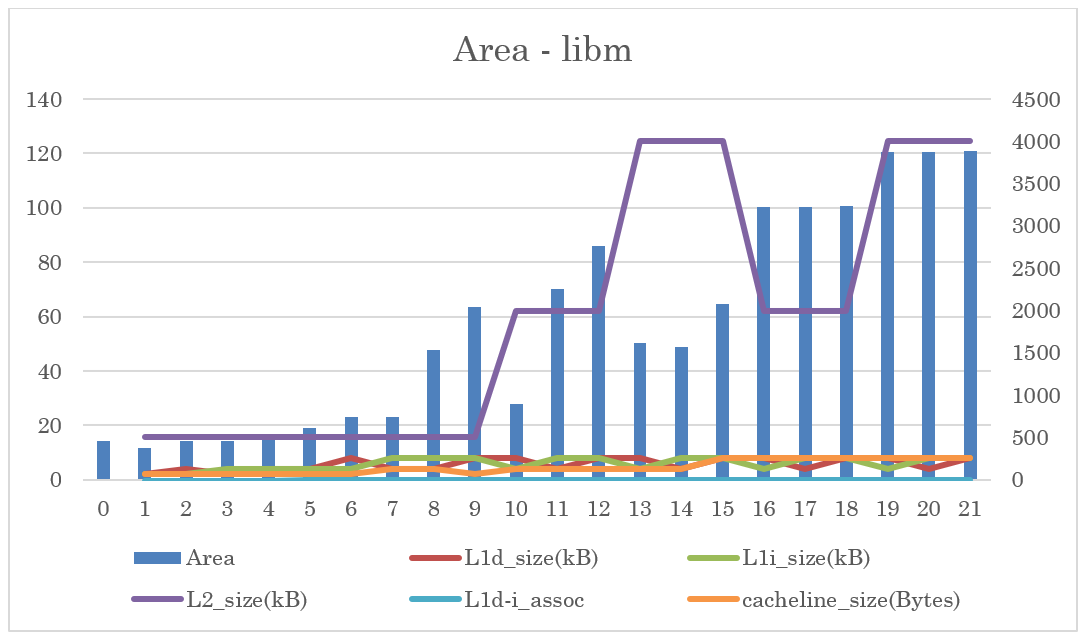 Area - libm
140 4500
120 4000
100 3500
80 3000
60 2500
40 2000
20 1500
0 1000
500
0
0 1 2 3 4 5 6 7 8 9 10 11 12 13 14 15 16 17 18 19 20 21
Area L1d_size(kB) L1i_size(kB)
L2_size(kB) L1d-i_assoc cacheline_size(Bytes)